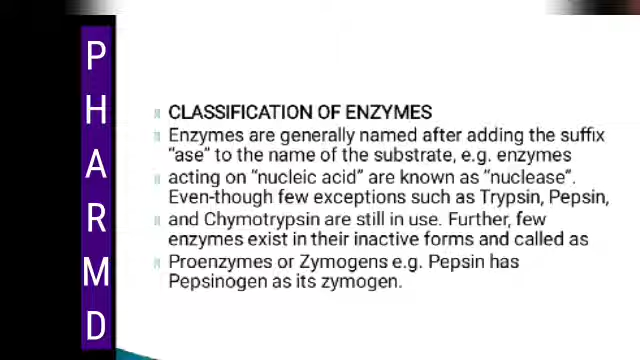 P
H
A
R
M
D
CLASSIFICATION OF ENZYMES
Enzymes are generally named after adding the suffix
“ase” to the name of the substrate, e.g. enzymes
acting on “nucleic acid” are known as “nuclease”.
Even-though few exceptions such as Trypsin, Pepsin,
and Chymotrypsin are still in use. Further, few
enzymes exist in their inactive forms and called as
Proenzymes or Zymogens e.g. Pepsin has
Pepsinogen as its zymogen.